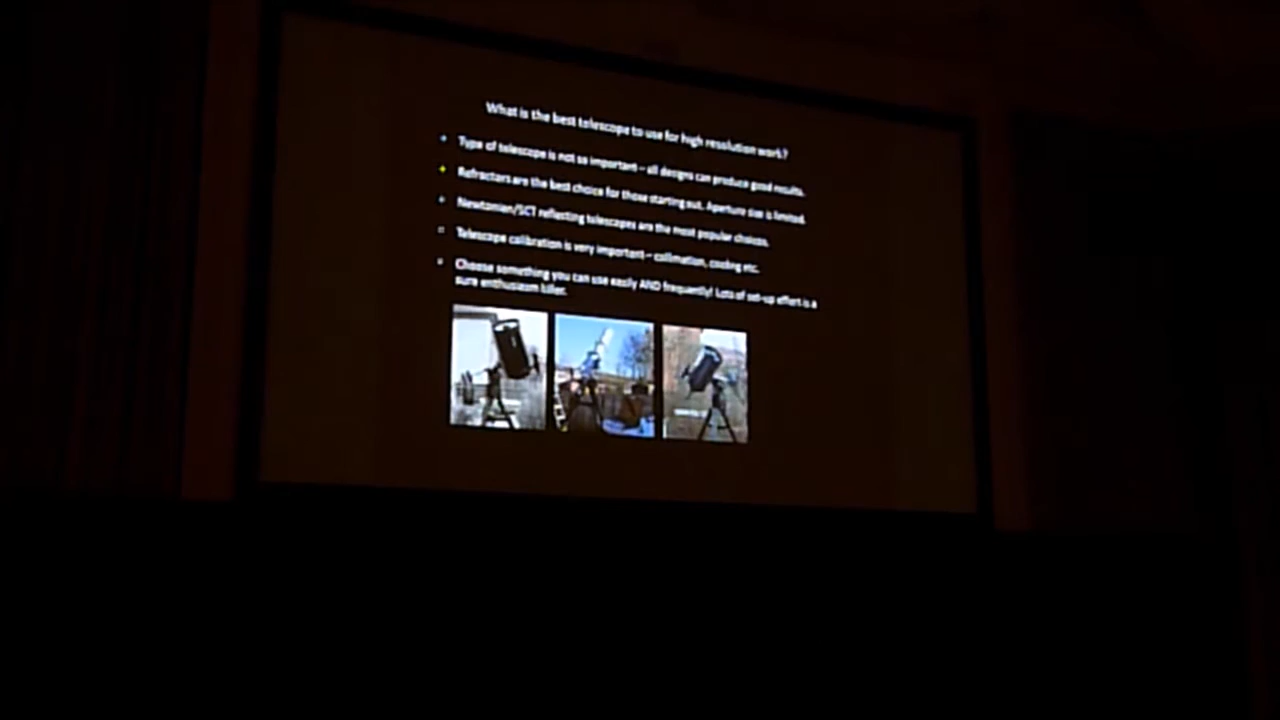 What is the best telescope to use for high resolution work?
Type of telescope is not so important – all designs can produce good results.
Refractors are the best choice for those starting out. Aperture size is limited.
Newtonian/SCT reflecting telescopes are the most popular choices.
Telescope calibration is very important – collimation, cooling etc.
Choose something you can use easily AND frequently! Lots of set-up effort is a
sure enthusiasm killer.